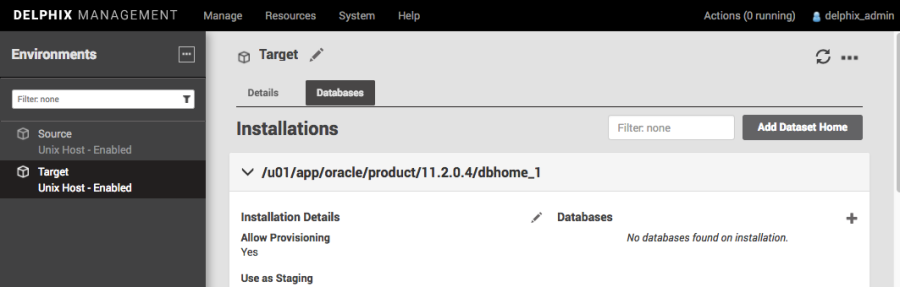 DELPHIX MANAGEMENT Manage Resources System Help Actions (0 running) delphix_admin
Environments
Filter: none
Source
Unix Host - Enabled
Target
Unix Host - Enabled
Target
Details Databases
Installations Filter: none Add Dataset Home
/u01/app/oracle/product/11.2.0.4/dbhome_1
Installation Details
Allow Provisioning
Yes
Use as Staging
Databases
No databases found on installation.